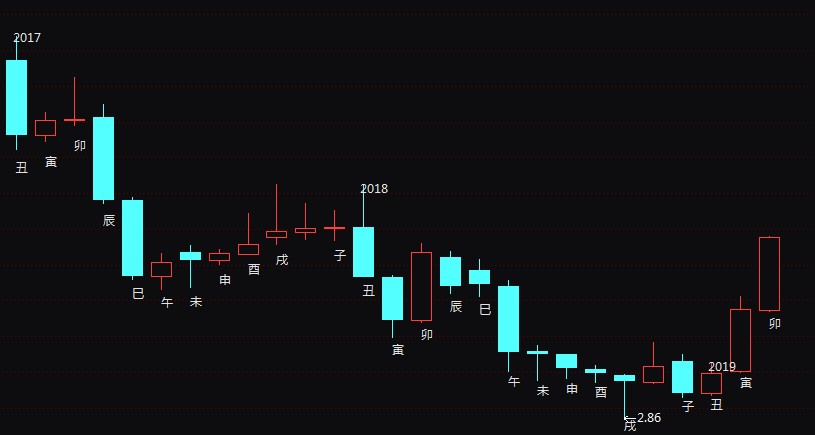 2017
丑
寅
卯
辰
巳
午
未
申
酉
戌
子
2018
丑
寅
卯
辰
巳
午
未
申
酉
戌
2.86
子
2019
丑
寅
卯